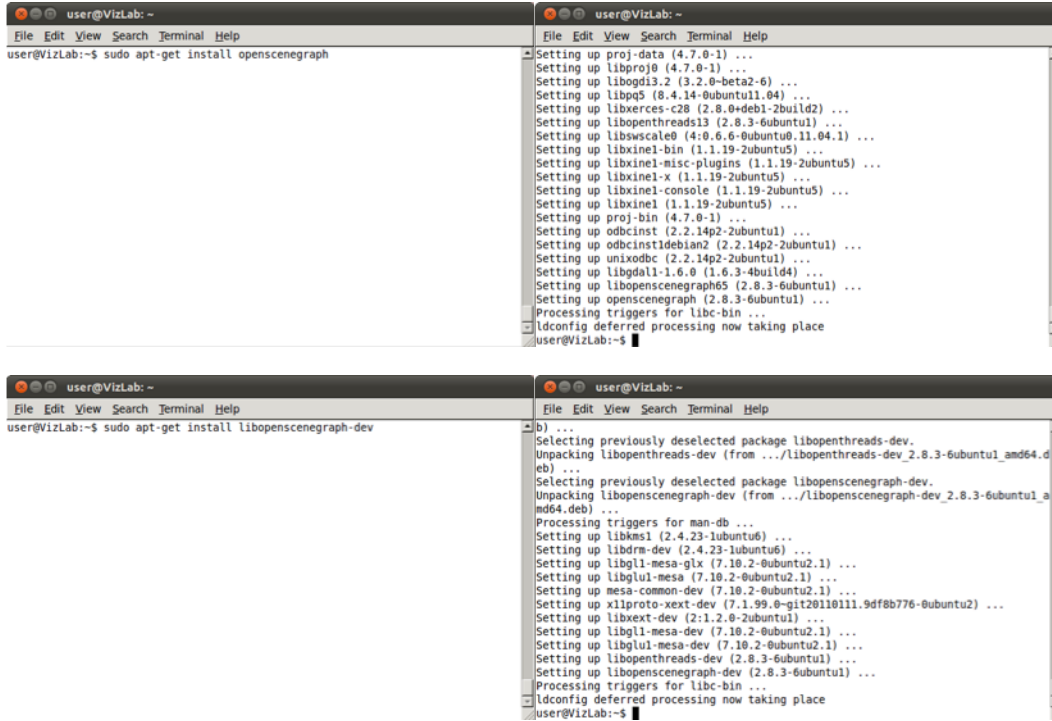 user@VizLab: ~
File Edit View Search Terminal Help
user@VizLab:~$ sudo apt-get install openscenegraph
user@VizLab: ~
File Edit View Search Terminal Help
Setting up proj-data (4.7.0-1) ...
Setting up libproj0 (4.7.0-1) ...
Setting up libogdi3.2 (3.2.0~beta2-6) ...
Setting up libpq5 (8.4.14-0ubuntu11.04) ...
Setting up libxerces-c28 (2.8.0+deb1-2build2) ...
Setting up libopenthreads13 (2.8.3-6ubuntu1) ...
Setting up libswscale0 (4:0.6.6-0ubuntu0.11.04.1) ...
Setting up libxine1-bin (1.1.19-2ubuntu5) ...
Setting up libxine1-misc-plugins (1.1.19-2ubuntu5) ...
Setting up libxine1-x (1.1.19-2ubuntu5) ...
Setting up libxine1-console (1.1.19-2ubuntu5) ...
Setting up libxine1 (1.1.19-2ubuntu5) ...
Setting up proj-bin (4.7.0-1) ...
Setting up odbcinst (2.2.14p2-2ubuntu1) ...
Setting up odbcinst1debian2 (2.2.14p2-2ubuntu1) ...
Setting up unixodbc (2.2.14p2-2ubuntu1) ...
Setting up libgdal1-1.6.0 (1.6.3-4build4) ...
Setting up libopenscenegraph65 (2.8.3-6ubuntu1) ...
Setting up openscenegraph (2.8.3-6ubuntu1) ...
Processing triggers for libc-bin ...
ldconfig deferred processing now taking place
user@VizLab:~$
user@VizLab: ~
File Edit View Search Terminal Help
user@VizLab:~$ sudo apt-get install libopenscenegraph-dev
user@VizLab: ~
File Edit View Search Terminal Help
b) ...
Selecting previously deselected package libopenthreads-dev.
Unpacking libopenthreads-dev (from .../libopenthreads-dev_2.8.3-6ubuntu1_amd64.d
eb) ...
Selecting previously deselected package libopenscenegraph-dev.
Unpacking libopenscenegraph-dev (from .../libopenscenegraph-dev_2.8.3-6ubuntu1_a
md64.deb) ...
Processing triggers for man-db ...
Setting up libkms1 (2.4.23-1ubuntu6) ...
Setting up libdrm-dev (2.4.23-1ubuntu6) ...
Setting up libgl1-mesa-glx (7.10.2-0ubuntu2.1) ...
Setting up libglu1-mesa (7.10.2-0ubuntu2.1) ...
Setting up mesa-common-dev (7.10.2-0ubuntu2.1) ...
Setting up x11proto-xext-dev (7.1.99.0~git20110111.9df8b776-0ubuntu2) ...
Setting up libxext-dev (2:1.2.0-2ubuntu1) ...
Setting up libgl1-mesa-dev (7.10.2-0ubuntu2.1) ...
Setting up libglu1-mesa-dev (7.10.2-0ubuntu2.1) ...
Setting up libopenthreads-dev (2.8.3-6ubuntu1) ...
Setting up libopenscenegraph-dev (2.8.3-6ubuntu1) ...
Processing triggers for libc-bin ...
ldconfig deferred processing now taking place
user@VizLab:~$